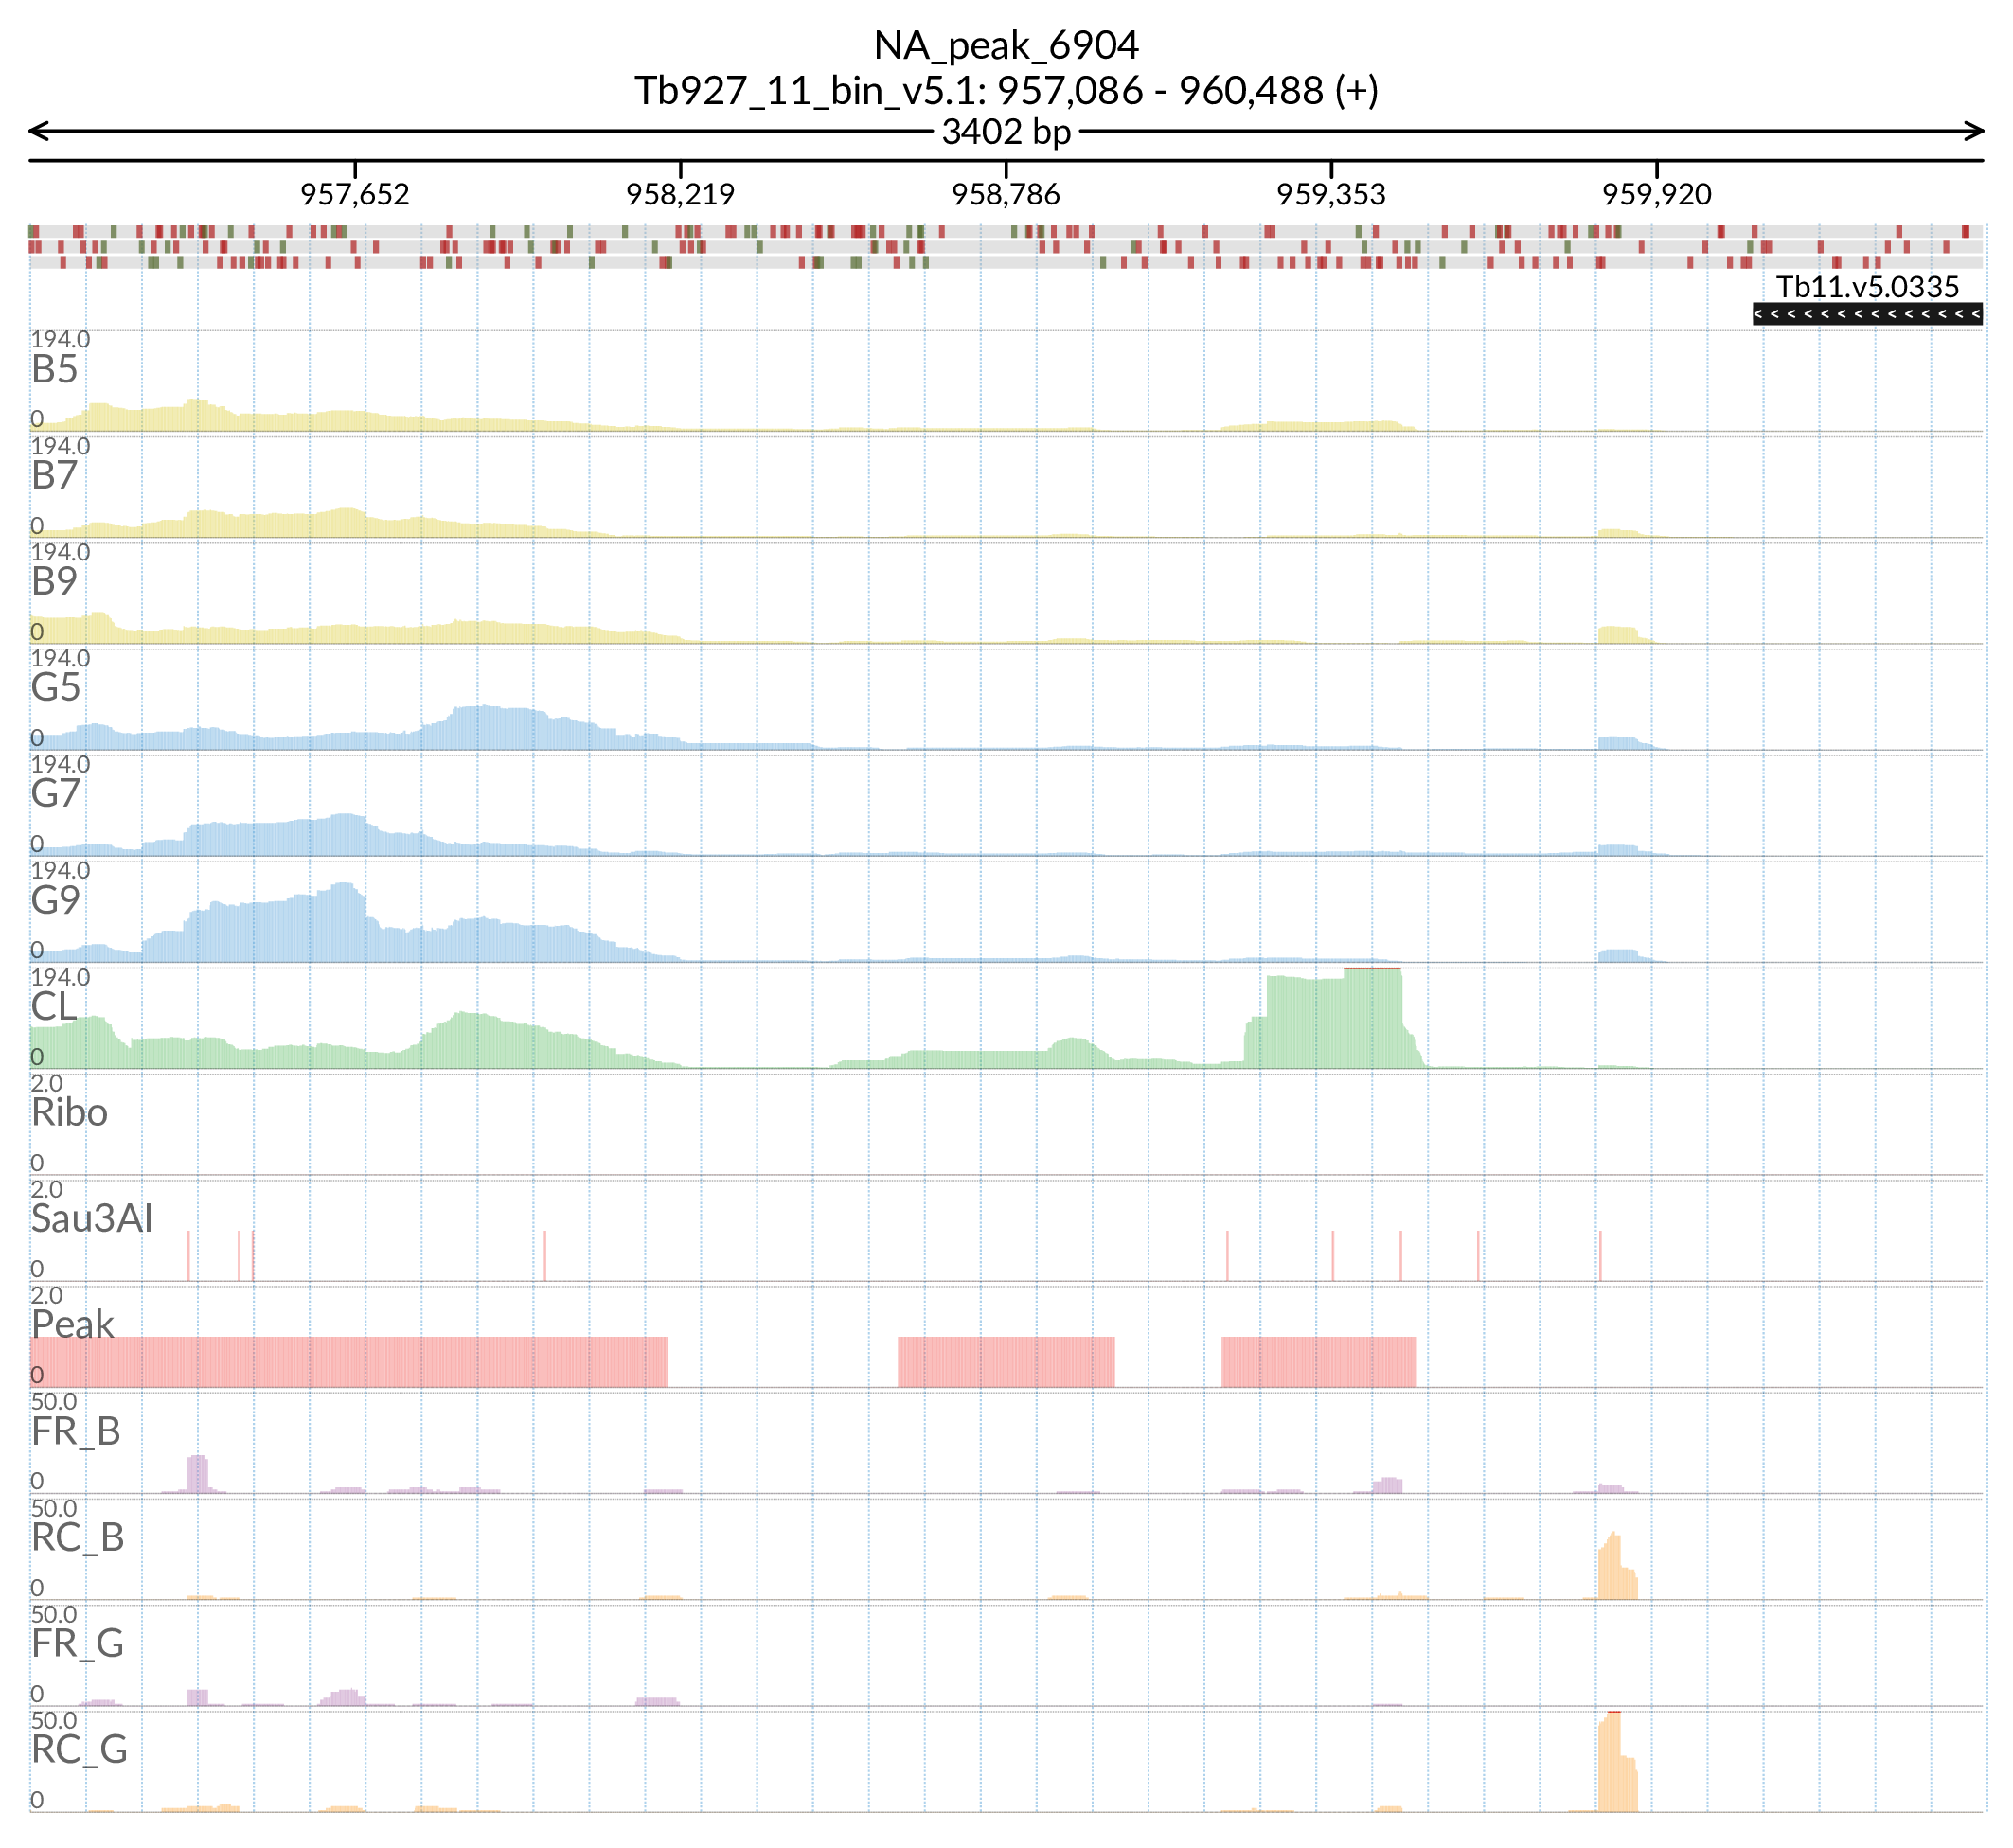 NA_peak_6904
Tb927_11_bin_v5.1: 957,086 - 960,488 (+)
3402 bp
957,652 958,219 958,786 959,353 959,920
Tb11.v5.0335
194.0
B5
0
194.0
B7
0
194.0
B9
0
194.0
G5
0
194.0
G7
0
194.0
G9
0
194.0
CL
0
2.0
Ribo
0
2.0
Sau3AI
0
2.0
Peak
0
50.0
FR_B
0
50.0
RC_B
0
50.0
FR_G
0
50.0
RC_G
0